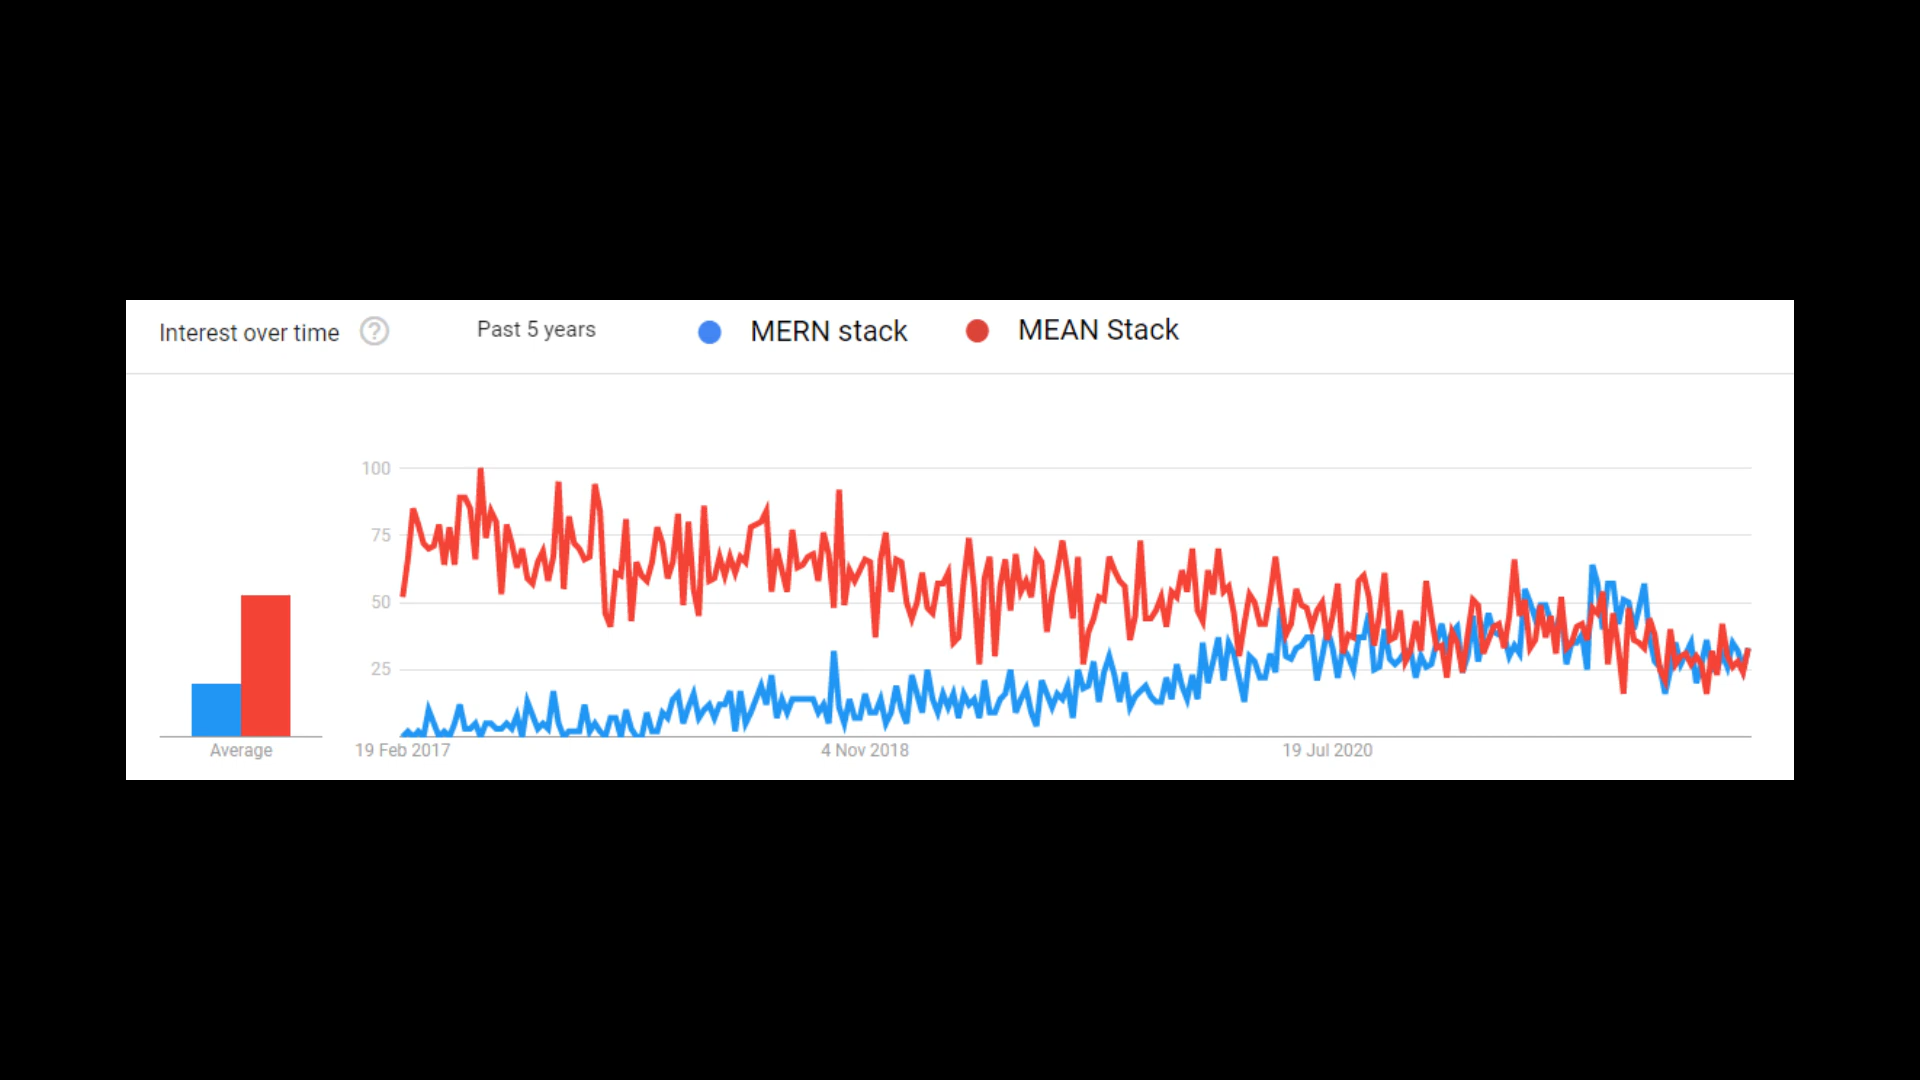 Interest over time ?
Past 5 years
MERN stack
MEAN Stack
100
75
50
25
Average
19 Feb 2017
4 Nov 2018
19 Jul 2020